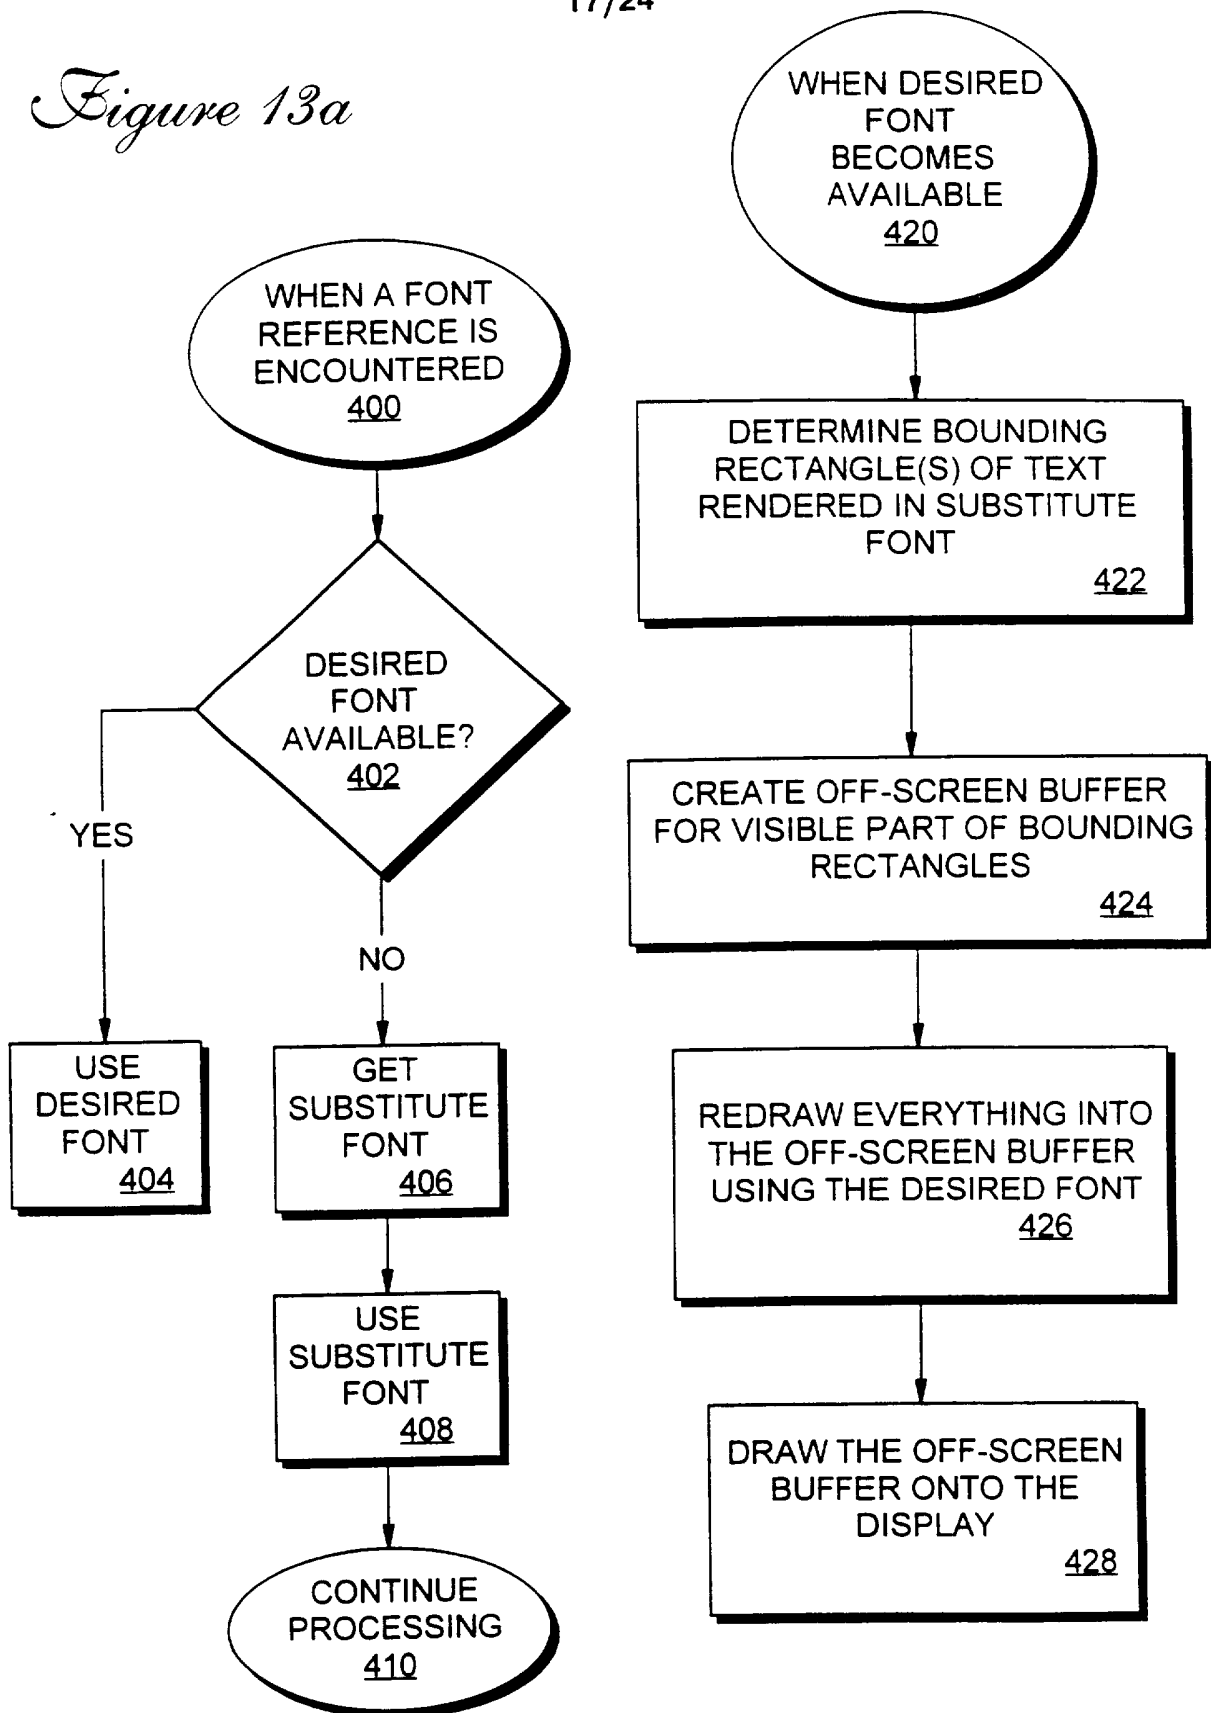 17/24
Figure 13a
WHEN A FONT
REFERENCE IS
ENCOUNTERED
400
DESIRED
FONT
AVAILABLE?
402
YES
NO
USE
DESIRED
FONT
404
GET
SUBSTITUTE
FONT
406
USE
SUBSTITUTE
FONT
408
CONTINUE
PROCESSING
410
WHEN DESIRED
FONT
BECOMES
AVAILABLE
420
DETERMINE BOUNDING
RECTANGLE(S) OF TEXT
RENDERED IN SUBSTITUTE
FONT
422
CREATE OFF-SCREEN BUFFER
FOR VISIBLE PART OF BOUNDING
RECTANGLES
424
REDRAW EVERYTHING INTO
THE OFF-SCREEN BUFFER
USING THE DESIRED FONT
426
DRAW THE OFF-SCREEN
BUFFER ONTO THE
DISPLAY
428